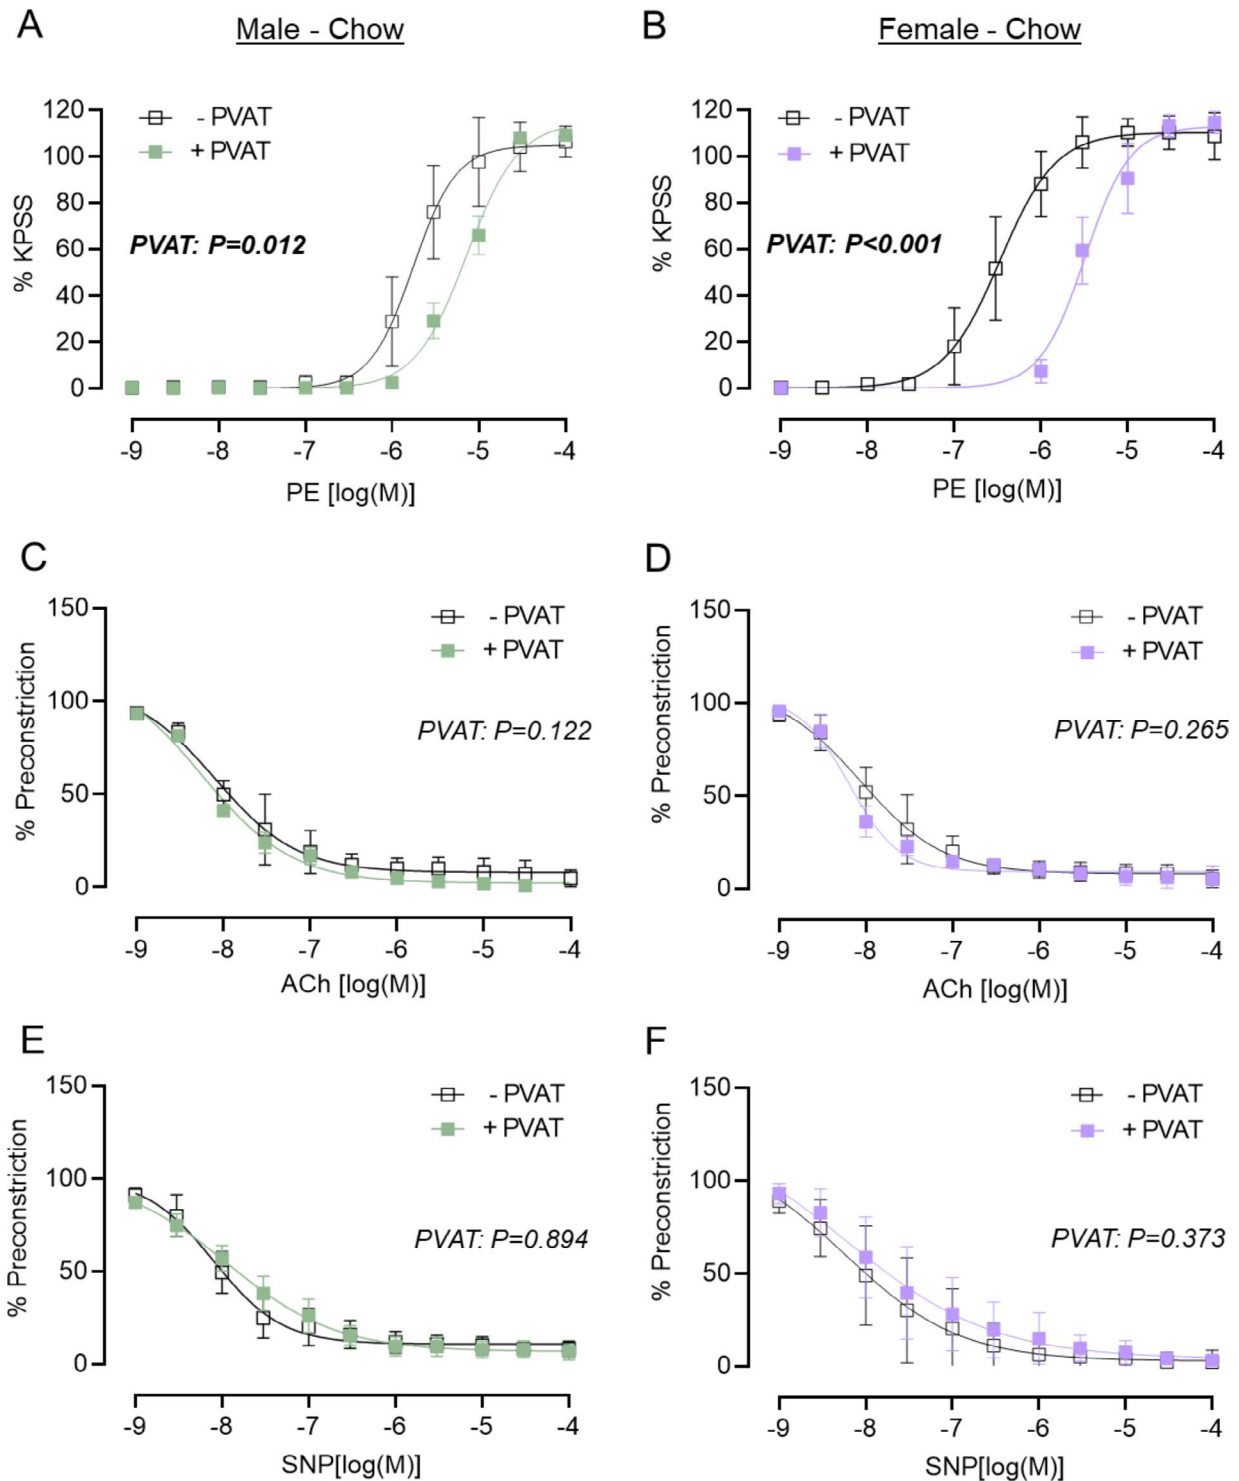 A
Male - Chow
B
Female - Chow
120
100
80
60
40
20
0
% KPSS
- PVAT
+ PVAT
PVAT: P=0.012
-9 -8 -7 -6 -5 -4
PE [log(M)]
120
100
80
60
40
20
0
% KPSS
- PVAT
+ PVAT
PVAT: P<0.001
-9 -8 -7 -6 -5 -4
PE [log(M)]
C
150
100
50
0
% Preconstriction
- PVAT
+ PVAT
PVAT: P=0.122
-9 -8 -7 -6 -5 -4
ACh [log(M)]
D
150
100
50
0
% Preconstriction
- PVAT
+ PVAT
PVAT: P=0.265
-9 -8 -7 -6 -5 -4
ACh [log(M)]
E
150
100
50
0
% Preconstriction
- PVAT
+ PVAT
PVAT: P=0.894
-9 -8 -7 -6 -5 -4
SNP[log(M)]
F
150
100
50
0
% Preconstriction
- PVAT
+ PVAT
PVAT: P=0.373
-9 -8 -7 -6 -5 -4
SNP[log(M)]